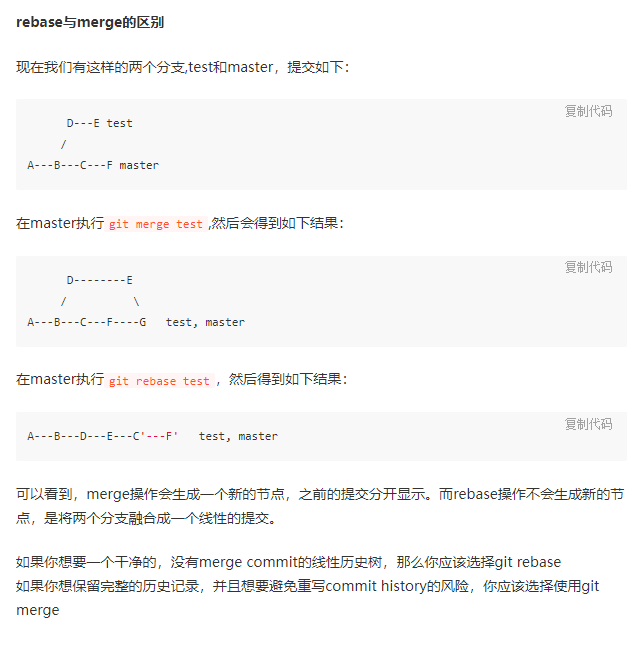 rebase与merge的区别
现在我们有这样的两个分支,test和master，提交如下：
复制代码
      D---E test
     /
A---B---C---F master
在master执行 git merge test ,然后会得到如下结果：
复制代码
      D--------E
     /          \
A---B---C---F----G   test, master
在master执行 git rebase test ，然后得到如下结果：
复制代码
A---B---D---E---C'---F'   test, master
可以看到，merge操作会生成一个新的节点，之前的提交分开显示。而rebase操作不会生成新的节
点，是将两个分支融合成一个线性的提交。
如果你想要一个干净的，没有merge commit的线性历史树，那么你应该选择git rebase
如果你想保留完整的历史记录，并且想要避免重写commit history的风险，你应该选择使用git
merge